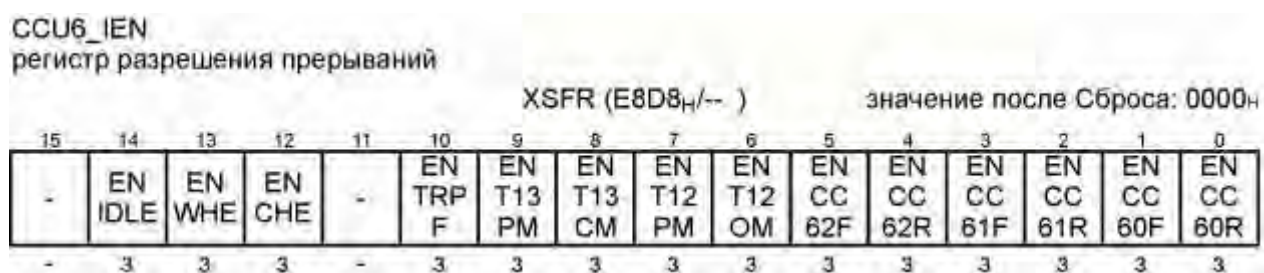 CCU6_IEN
регистр разрешения прерываний
XSFR (E8D8H/-- ) значение после Сброса: 0000H
15 14 13 12 11 10 9 8 7 6 5 4 3 2 1 0
- EN IDLE EN WHE EN CHE - EN TRP F EN T13 PM EN T13 CM EN T12 PM EN T12 OM EN CC 62F EN CC 62R EN CC 61F EN CC 61R EN CC 60F EN CC 60R
- 3 3 3 - 3 3 3 3 3 3 3 3 3 3 3